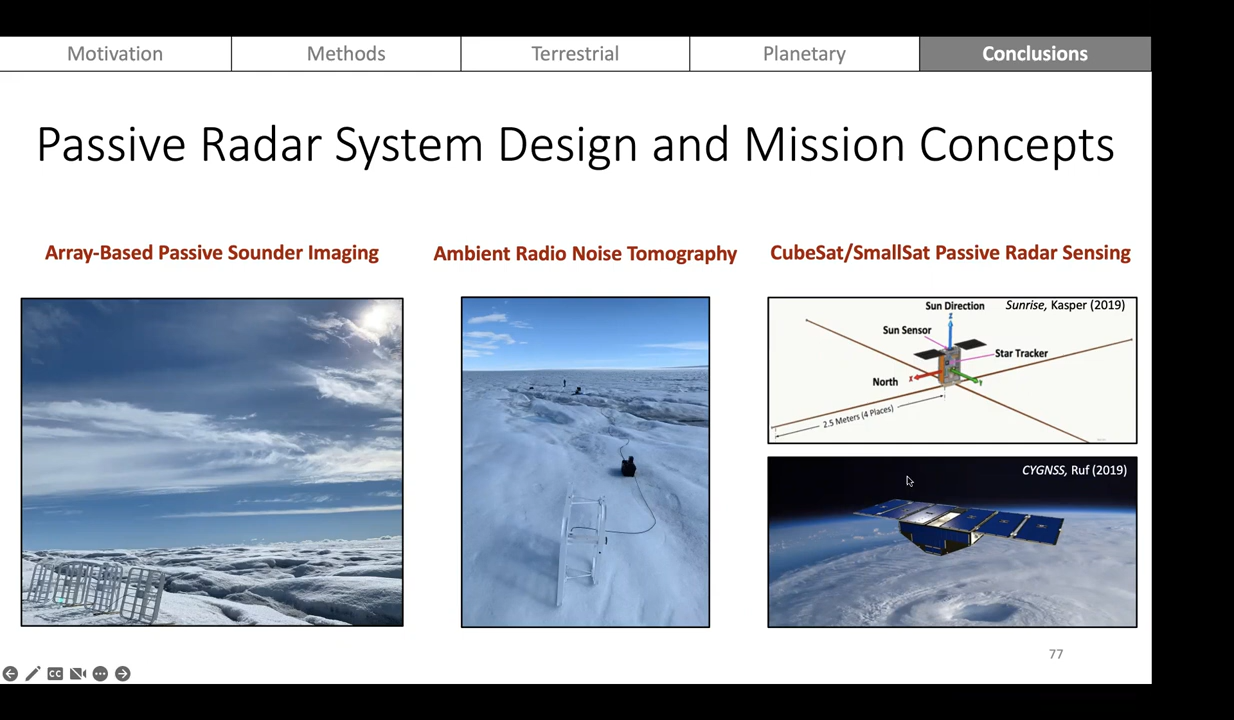 Motivation
Methods
Terrestrial
Planetary
Conclusions
Passive Radar System Design and Mission Concepts
Array-Based Passive Sounder Imaging
Ambient Radio Noise Tomography
CubeSat/SmallSat Passive Radar Sensing
Sun Direction
Sunrise, Kasper (2019)
Z
Sun Sensor
Star Tracker
North
X
Y
2.5 Meters (4 Places)
CYGNSS, Ruf (2019)
77
CC